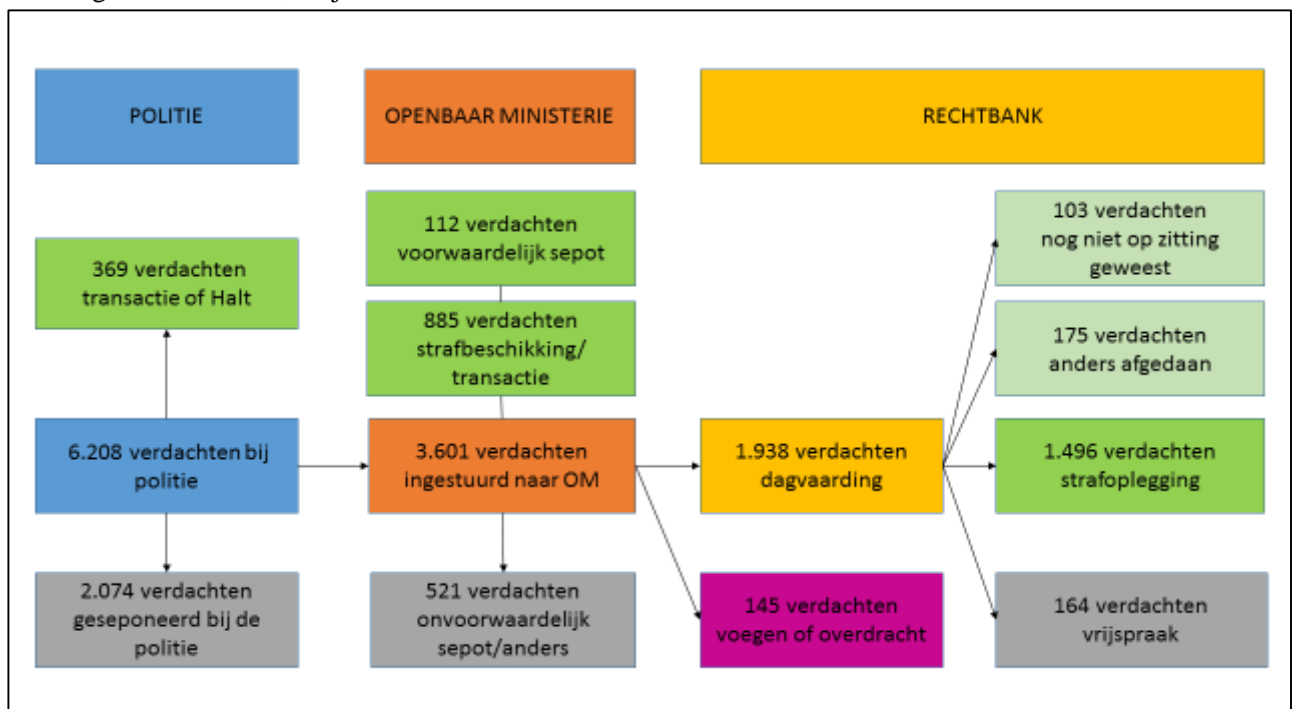 POLITIE
OPENBAAR MINISTERIE
RECHTBANK
369 verdachten
transactie of Halt
6.208 verdachten bij
politie
2.074 verdachten
geseponeerd bij de
politie
112 verdachten
voorwaardelijk sepot
885 verdachten
strafbeschikking/
transactie
3.601 verdachten
ingestuurd naar OM
521 verdachten
onvoorwaardelijk
sepot/anders
1.938 verdachten
dagvaarding
145 verdachten
voegen of overdracht
103 verdachten
nog niet op zitting
geweest
175 verdachten
anders afgedaan
1.496 verdachten
strafoplegging
164 verdachten
vrijspraak